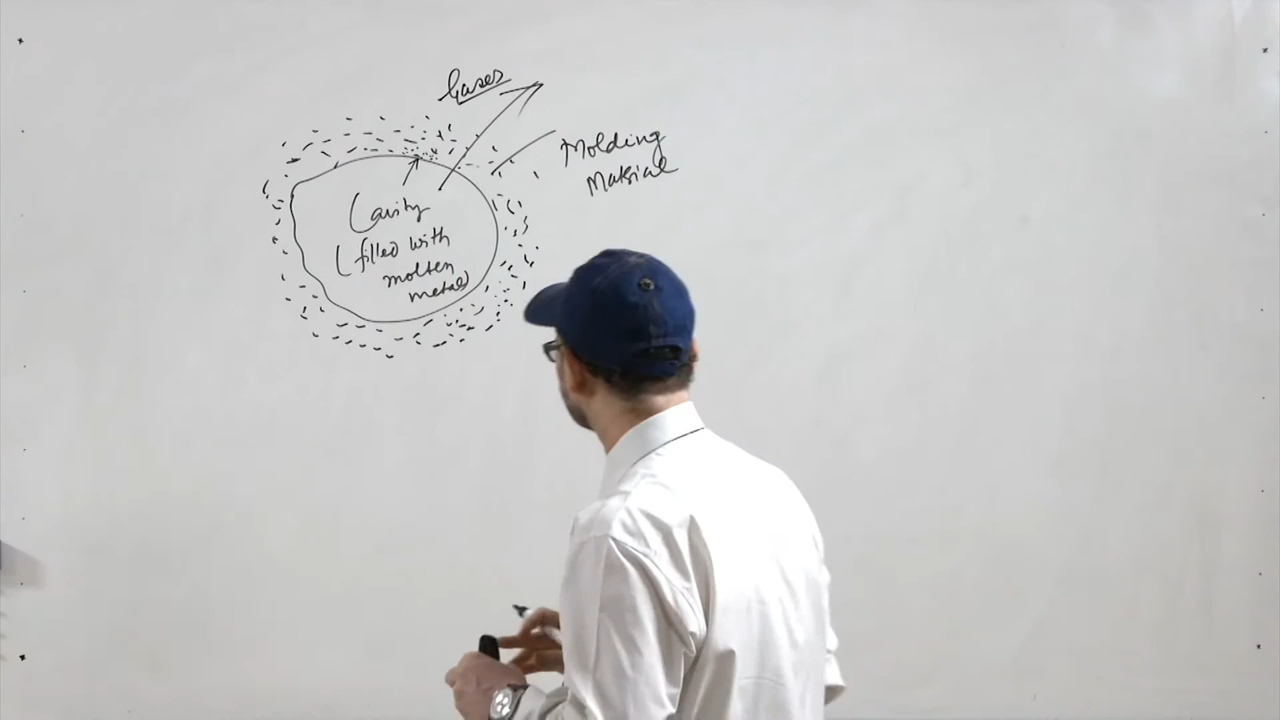 Gases
Molding
Material
Cavity
(filled with
molten
metal)